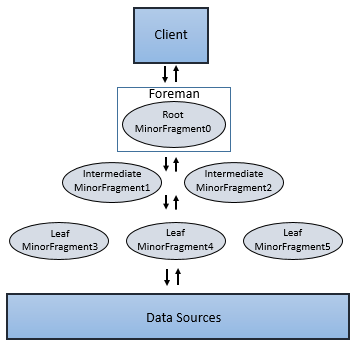 Client
Foreman
Root
MinorFragment0
Intermediate
MinorFragment1
Intermediate
MinorFragment2
Leaf
MinorFragment3
Leaf
MinorFragment4
Leaf
MinorFragment5
Data Sources